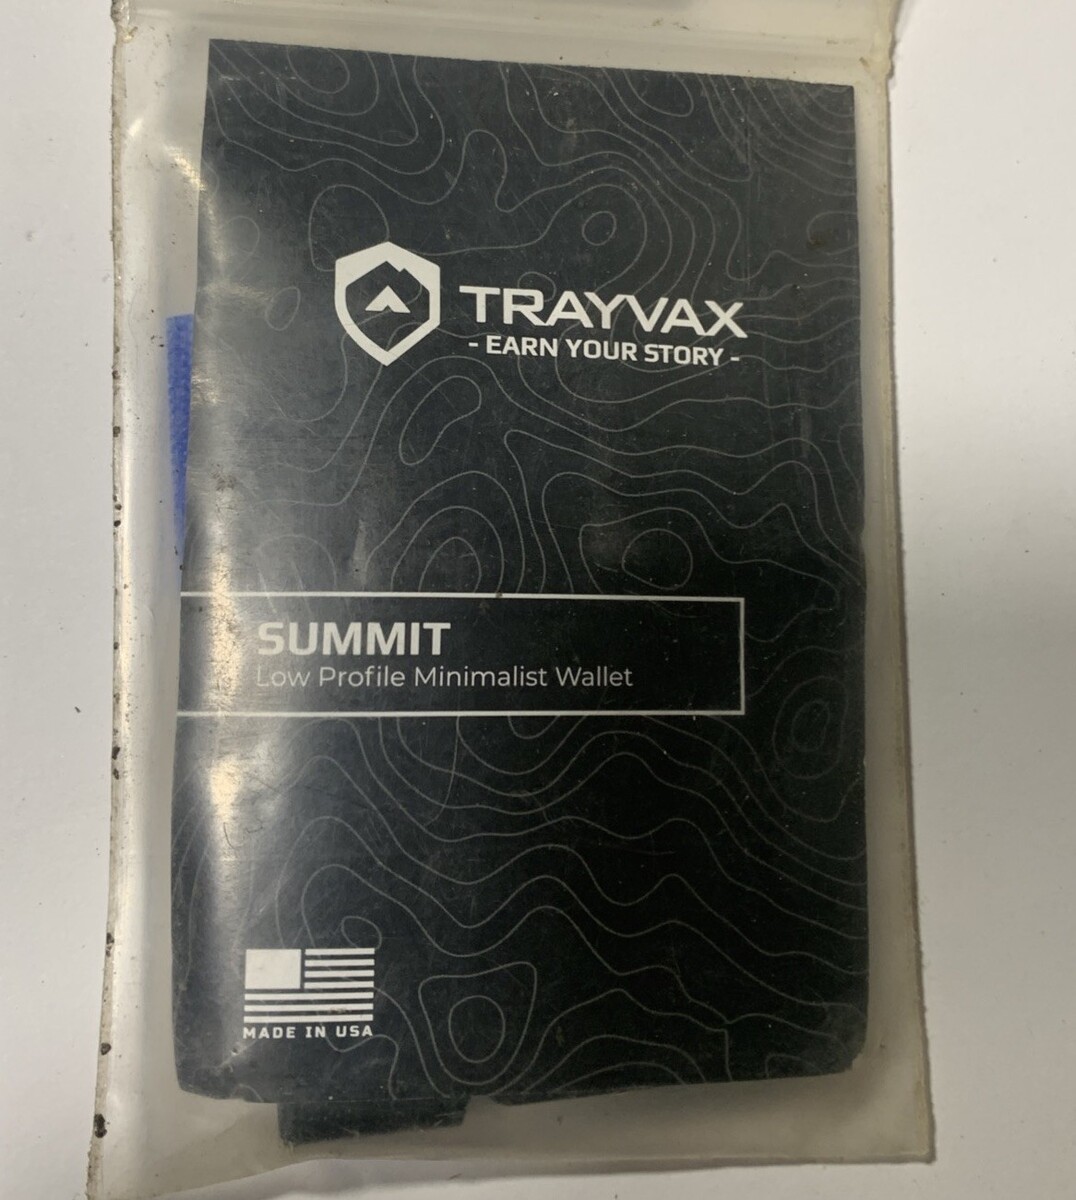 TRAYVAX
- EARN YOUR STORY -
SUMMIT
Low Profile Minimalist Wallet
MADE IN USA